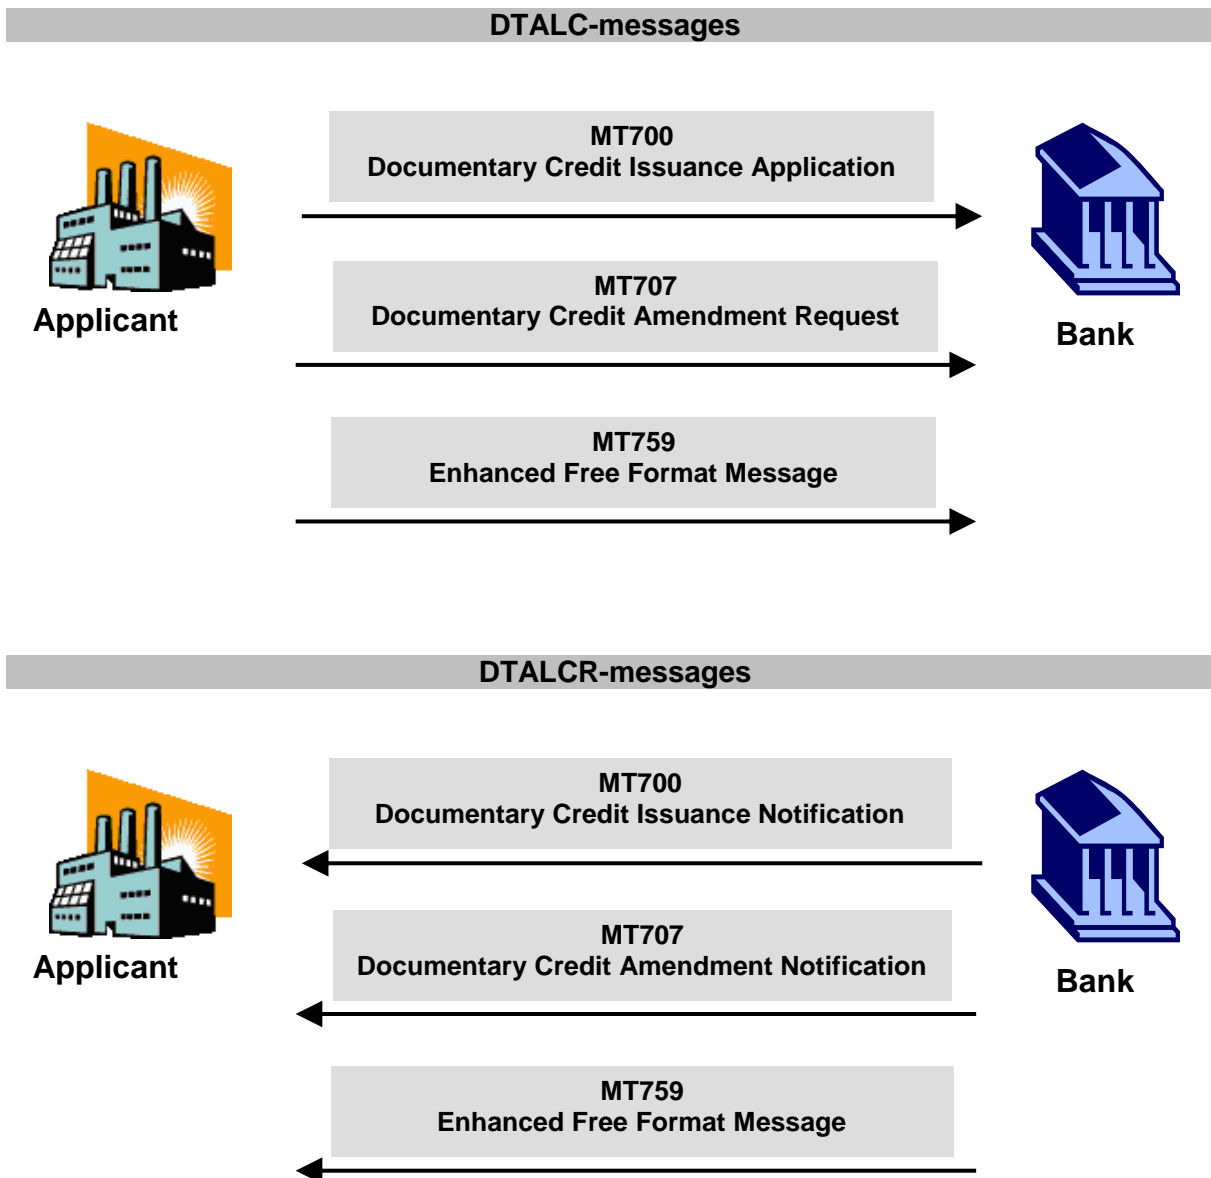 DTALC-messages
MT700
Documentary Credit Issuance Application
Applicant
MT707
Documentary Credit Amendment Request
Bank
MT759
Enhanced Free Format Message
DTALCR-messages
MT700
Documentary Credit Issuance Notification
Applicant
MT707
Documentary Credit Amendment Notification
Bank
MT759
Enhanced Free Format Message